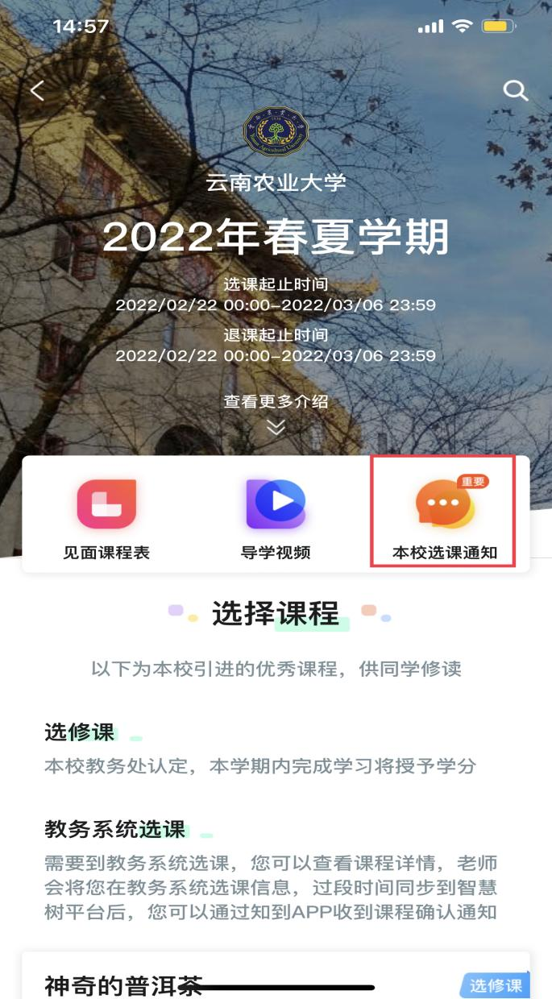 14:57
云南农业大学
2022年春夏学期
选课起止时间
2022/02/22 00:00-2022/03/06 23:59
退课起止时间
2022/02/22 00:00-2022/03/06 23:59
查看更多介绍
重要
见面课程表
导学视频
本校选课通知
选择课程
以下为本校引进的优秀课程，供同学修读
选修课
本校教务处认定，本学期内完成学习将授予学分
教务系统选课
需要到教务系统选课，您可以查看课程详情，老师
会将您在教务系统选课信息，过段时间同步到智慧
树平台后，您可以通过知到APP收到课程确认通知
神奇的普洱茶
选修课